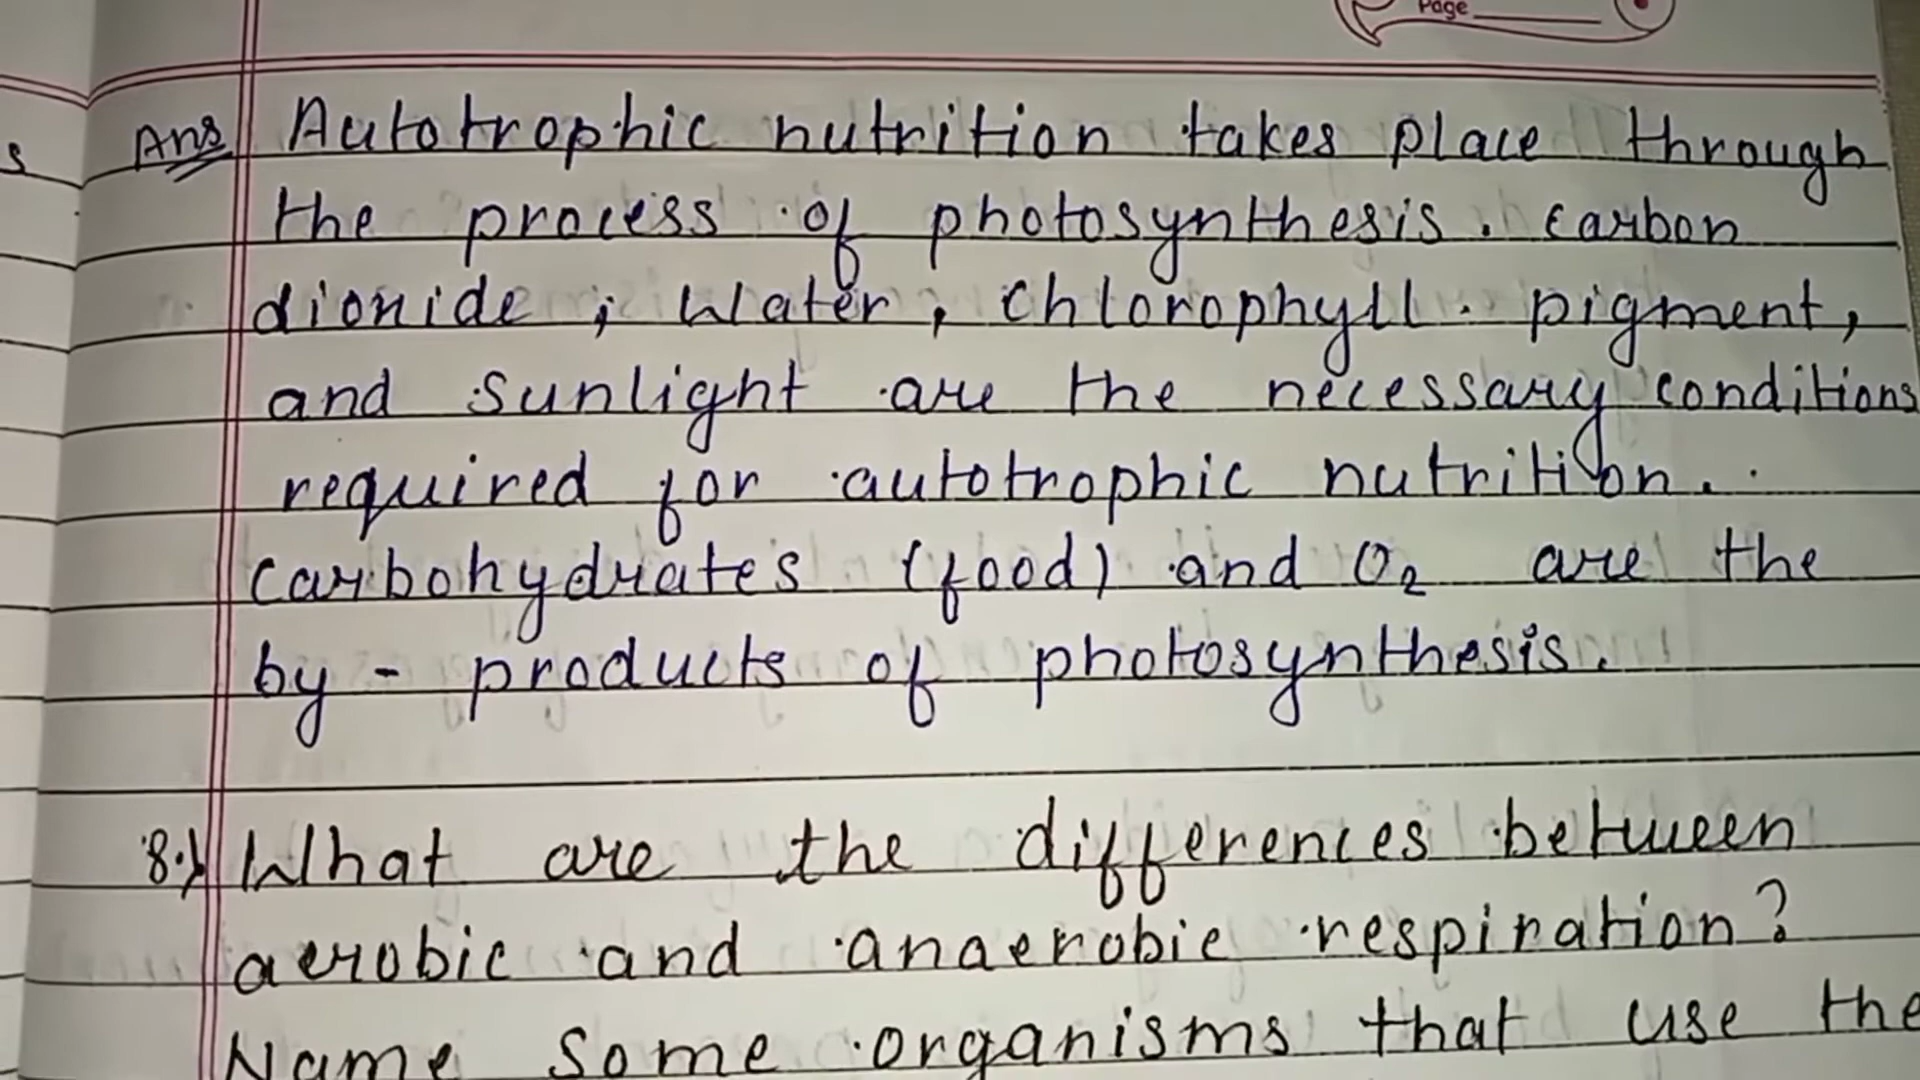 Page
s
Ans Autotrophic nutrition takes place through
the process of photosynthesis. carbon
dioxide, water, chlorophyll pigment,
and sunlight are the necessary conditions
required for autotrophic nutrition.
carbohydrates (food) and O₂ are the
by-products of photosynthesis.
8.) What are the differences between
aerobic and anaerobic respiration?
Name some organisms that use the